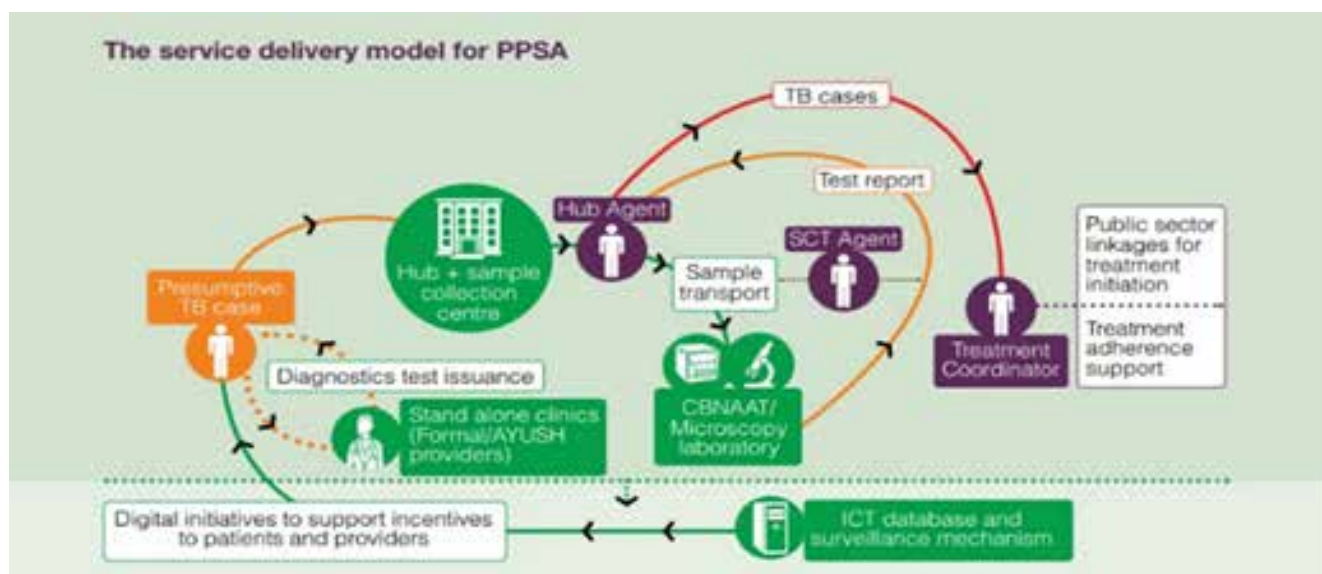 The service delivery model for PPSA
TB cases
Test report
Hub Agent
SCT Agent
Hub + sample
collection
centre
Sample
transport
Presumptive
TB case
Diagnostics test issuance
Stand alone clinics
(Formal/AYUSH
providers)
CBNAAT/
Microscopy
laboratory
Treatment
Coordinator
Public sector
linkages for
treatment
initiation
Treatment
adherence
support
Digital initiatives to support incentives
to patients and providers
ICT database and
surveillance mechanism